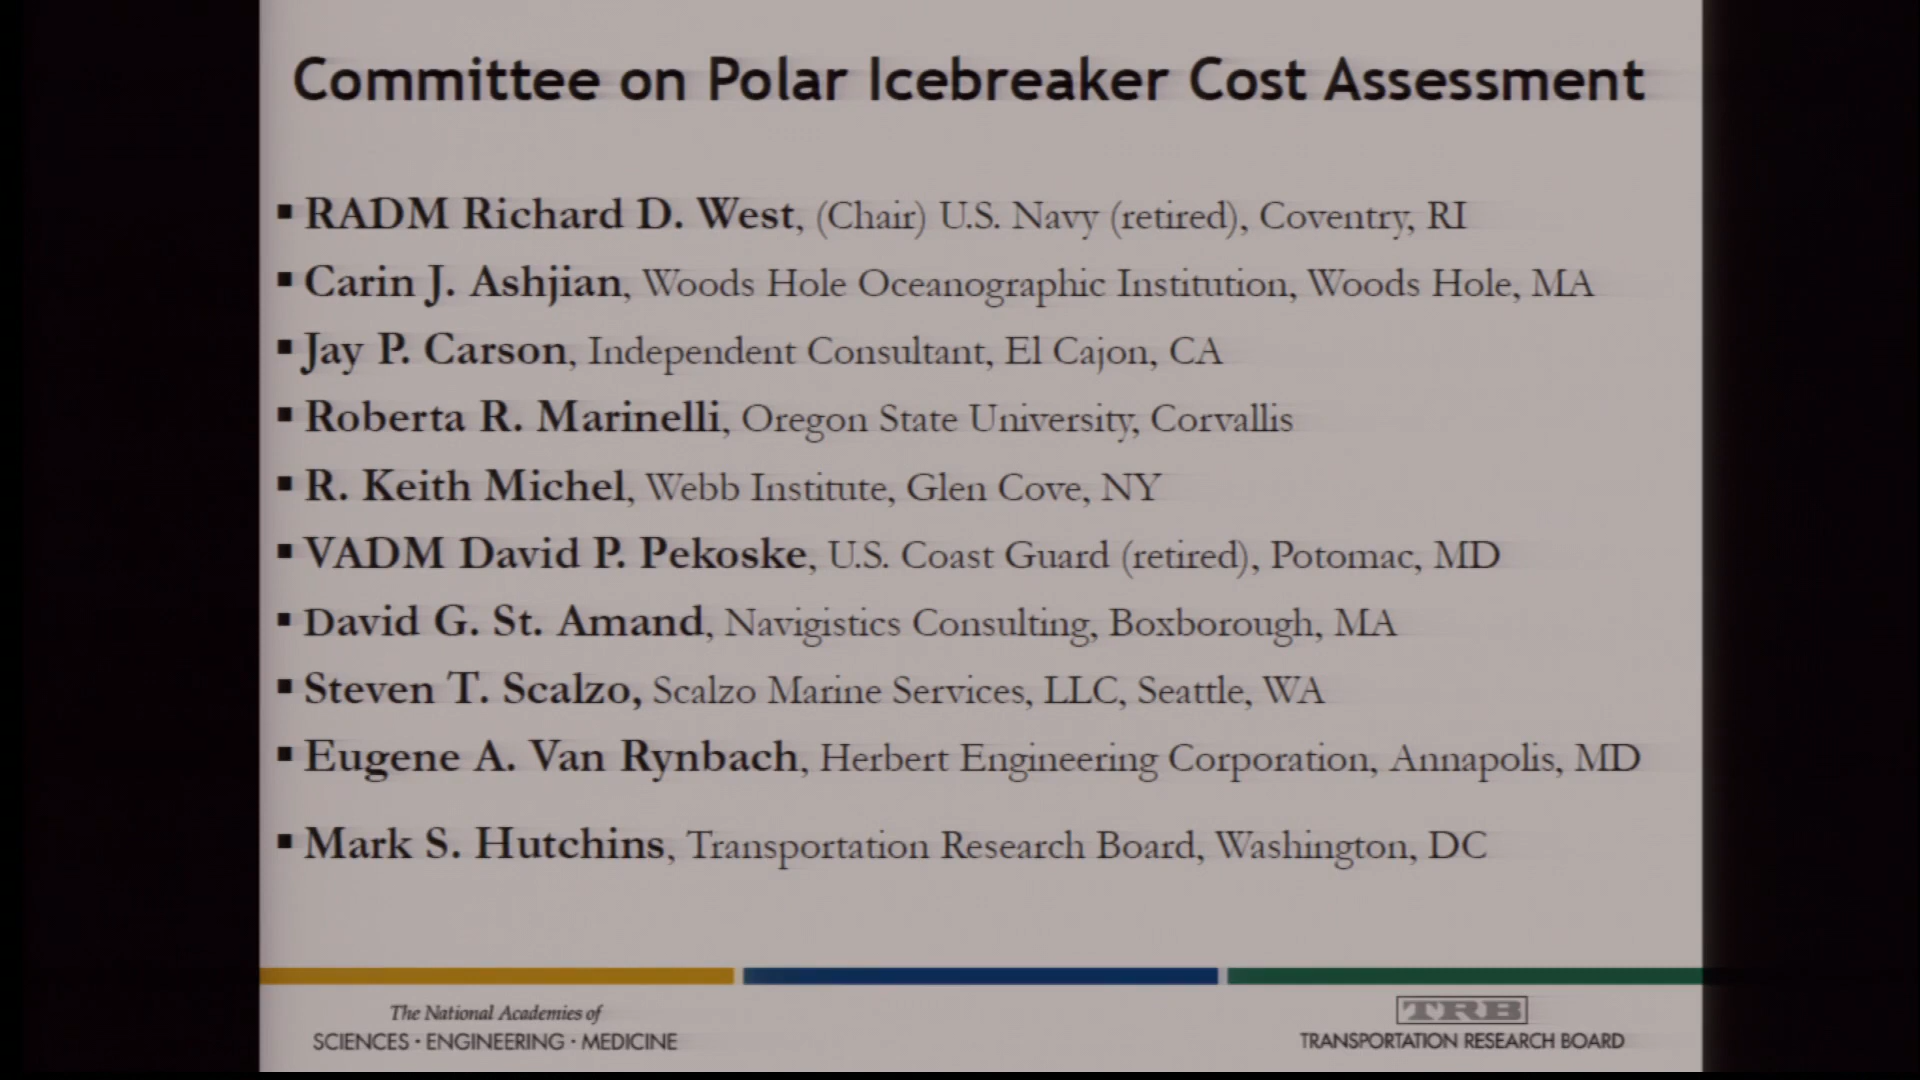 Committee on Polar Icebreaker Cost Assessment
▪ RADM Richard D. West, (Chair) U.S. Navy (retired), Coventry, RI
▪ Carin J. Ashjian, Woods Hole Oceanographic Institution, Woods Hole, MA
▪ Jay P. Carson, Independent Consultant, El Cajon, CA
▪ Roberta R. Marinelli, Oregon State University, Corvallis
▪ R. Keith Michel, Webb Institute, Glen Cove, NY
▪ VADM David P. Pekoske, U.S. Coast Guard (retired), Potomac, MD
▪ David G. St. Amand, Navigistics Consulting, Boxborough, MA
▪ Steven T. Scalzo, Scalzo Marine Services, LLC, Seattle, WA
▪ Eugene A. Van Rynbach, Herbert Engineering Corporation, Annapolis, MD
▪ Mark S. Hutchins, Transportation Research Board, Washington, DC
The National Academies of
SCIENCES · ENGINEERING · MEDICINE
TRB
TRANSPORTATION RESEARCH BOARD